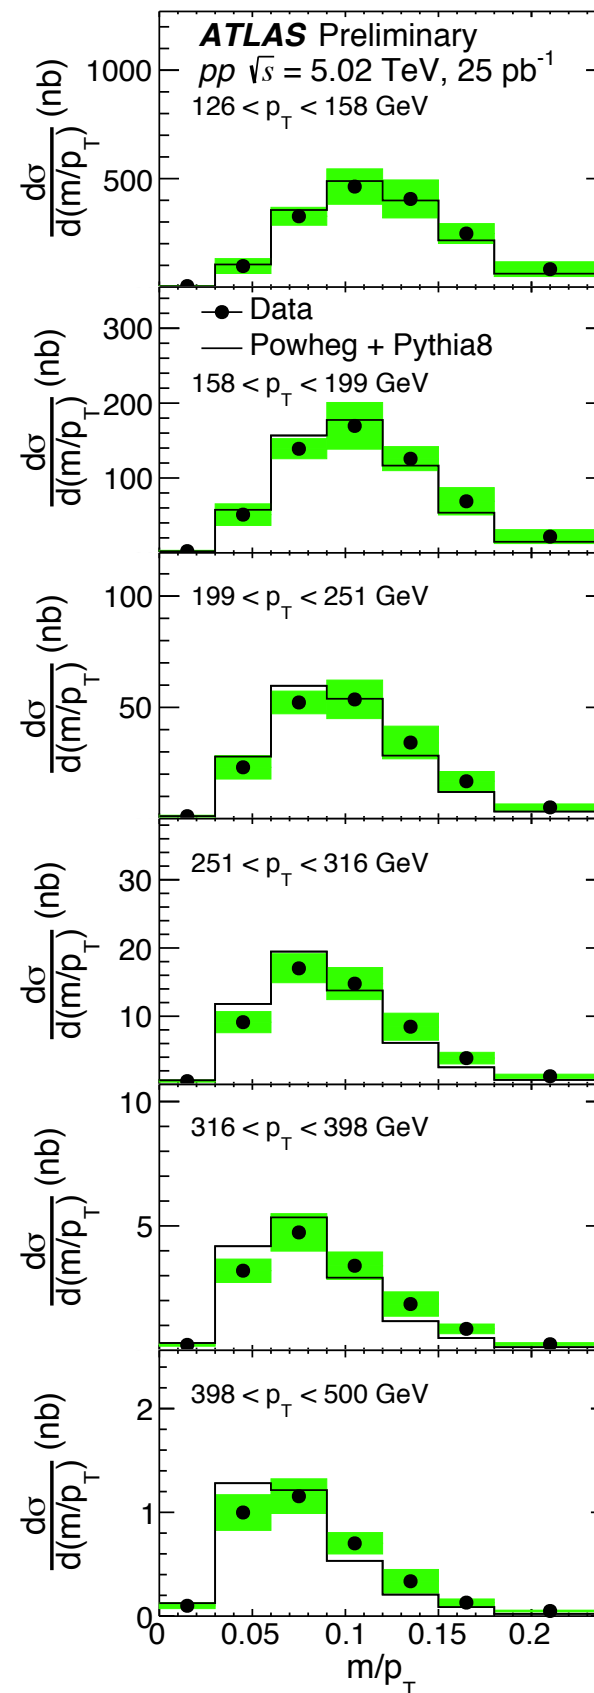 ATLAS Preliminary
pp √s = 5.02 TeV, 25 pb⁻¹
126 < p_T < 158 GeV
dσ/d(m/p_T) (nb)
1000
500
Data
Powheg + Pythia8
158 < p_T < 199 GeV
dσ/d(m/p_T) (nb)
300
200
100
199 < p_T < 251 GeV
dσ/d(m/p_T) (nb)
100
50
251 < p_T < 316 GeV
dσ/d(m/p_T) (nb)
30
20
10
316 < p_T < 398 GeV
dσ/d(m/p_T) (nb)
10
5
398 < p_T < 500 GeV
dσ/d(m/p_T) (nb)
2
1
0
0 0.05 0.1 0.15 0.2
m/p_T